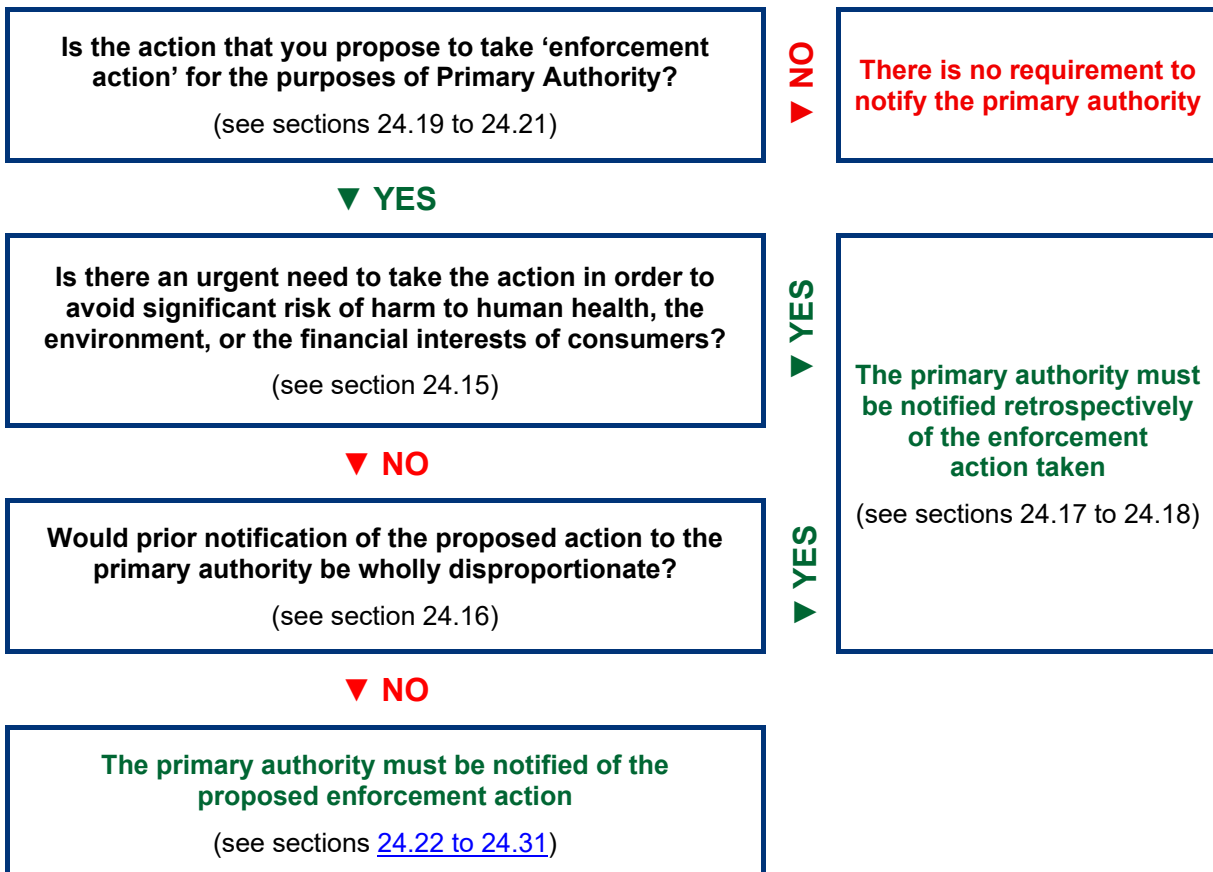 Is the action that you propose to take ‘enforcement
action’ for the purposes of Primary Authority?
(see sections 24.19 to 24.21)
▼ NO
There is no requirement to
notify the primary authority
▼ YES
Is there an urgent need to take the action in order to
avoid significant risk of harm to human health, the
environment, or the financial interests of consumers?
(see section 24.15)
▼ YES
The primary authority must
be notified retrospectively
of the enforcement
action taken
(see sections 24.17 to 24.18)
▼ NO
Would prior notification of the proposed action to the
primary authority be wholly disproportionate?
(see section 24.16)
▼ YES
▼ NO
The primary authority must be notified of the
proposed enforcement action
(see sections 24.22 to 24.31)